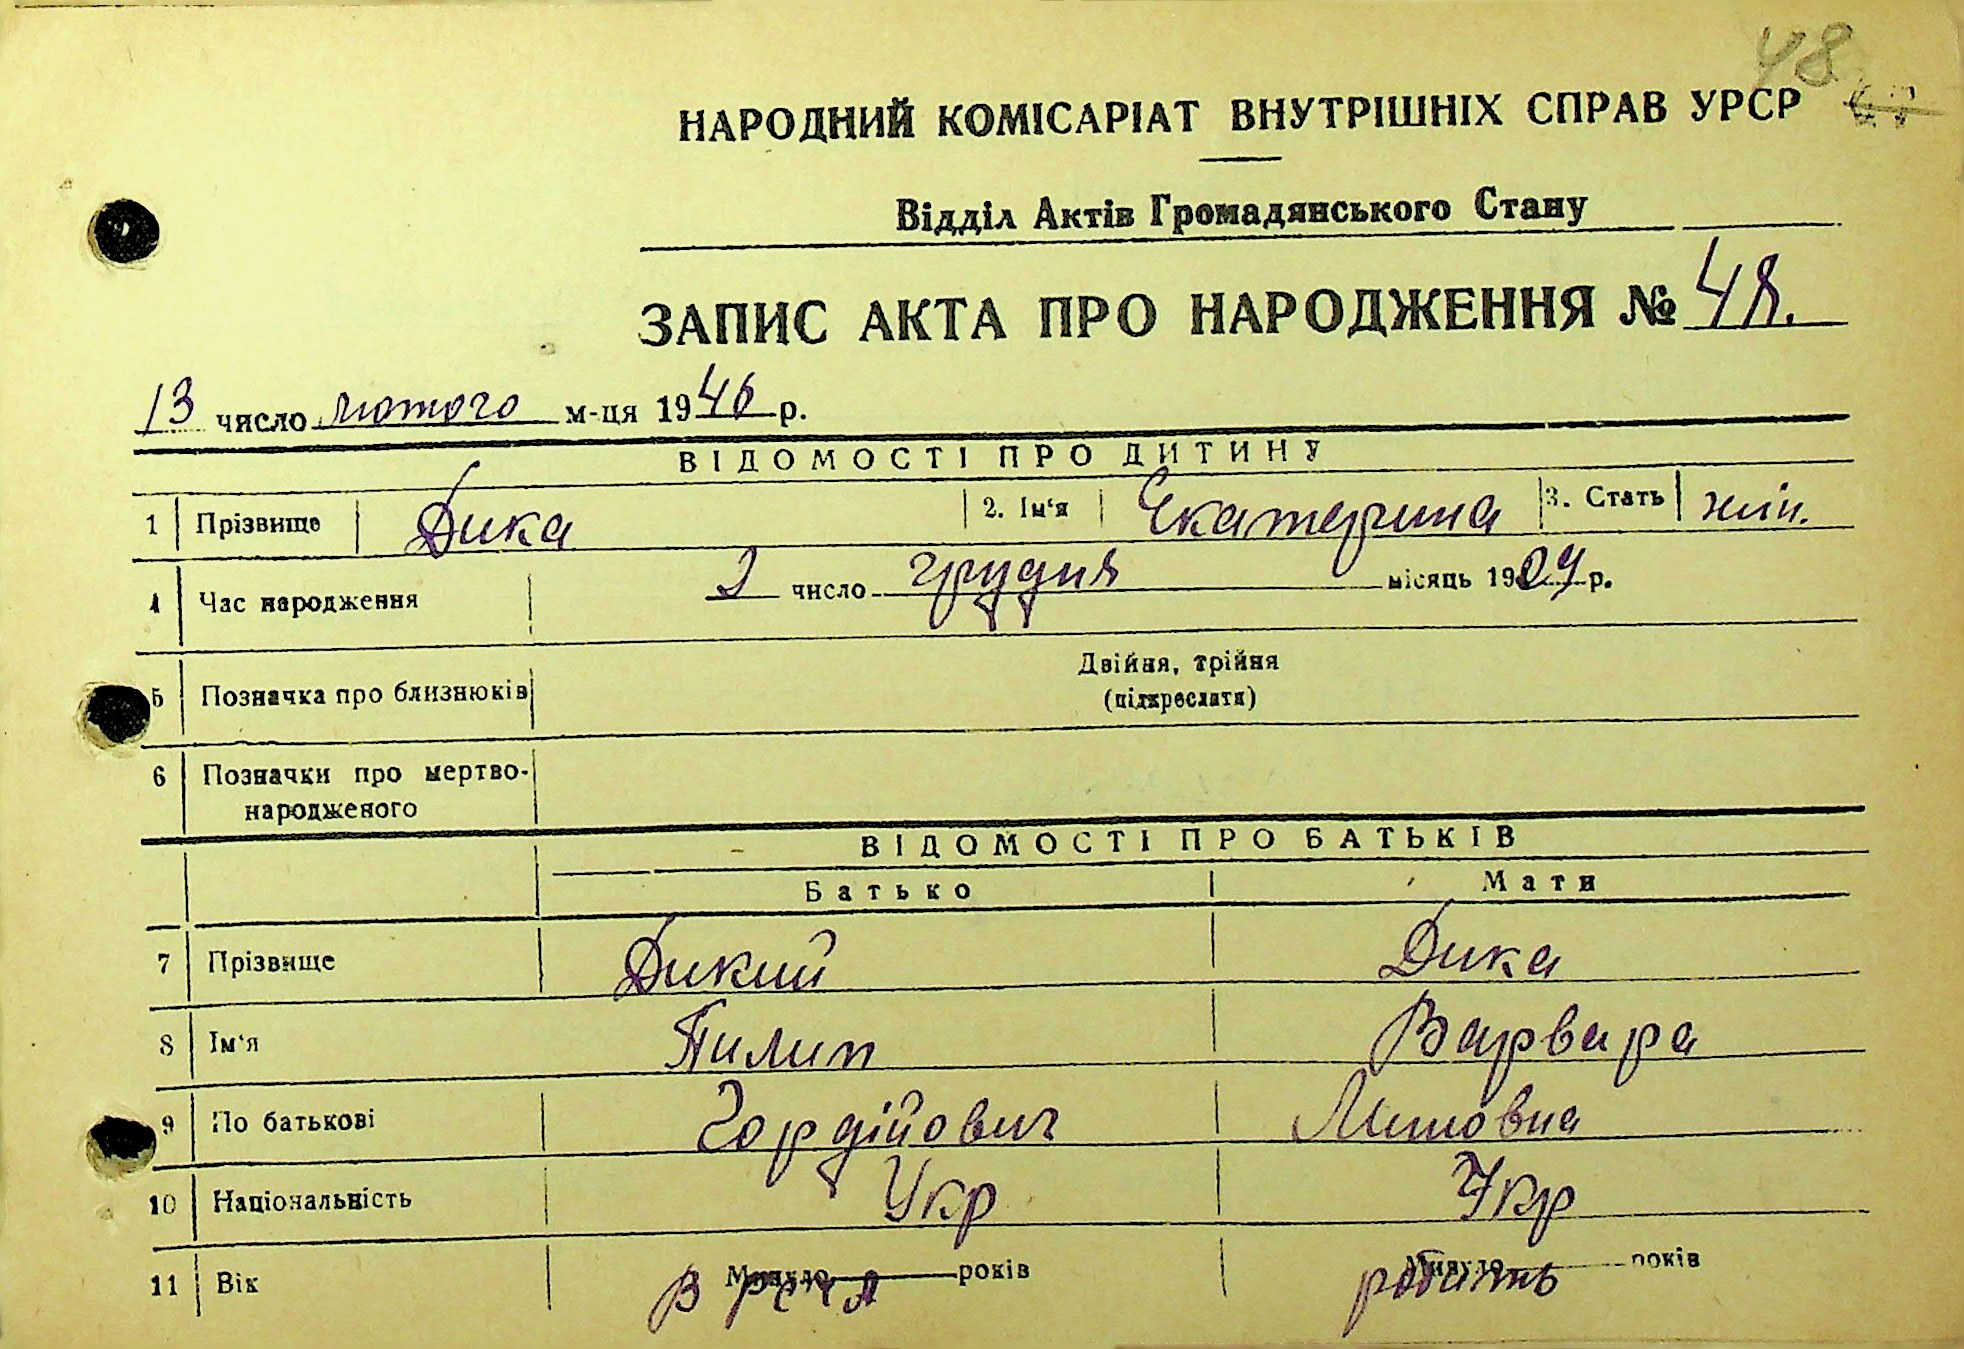 48
НАРОДНИЙ КОМІСАРІАТ ВНУТРІШНІХ СПРАВ УРСР
Відділ Актів Громадянського Стану
ЗАПИС АКТА ПРО НАРОДЖЕННЯ № 48.
13 число лютого м-ця 1946 р.
ВІДОМОСТІ ПРО ДИТИНУ
1 Прізвище Дика 2. Ім'я Екатерина 3. Стать жін.
4 Час народження 2 число грудня місяць 19 р.
5 Позначка про близнюків Двійня, трійня
(підкреслити)
6 Позначки про мертво-
народженого
ВІДОМОСТІ ПРО БАТЬКІВ
Батько Мати
7 Прізвище Дикий Дика
8 Ім'я Пилип Варвара
9 По батькові Гордійович
10 Національність Укр Укр
11 Вік Минуло років Минуло років